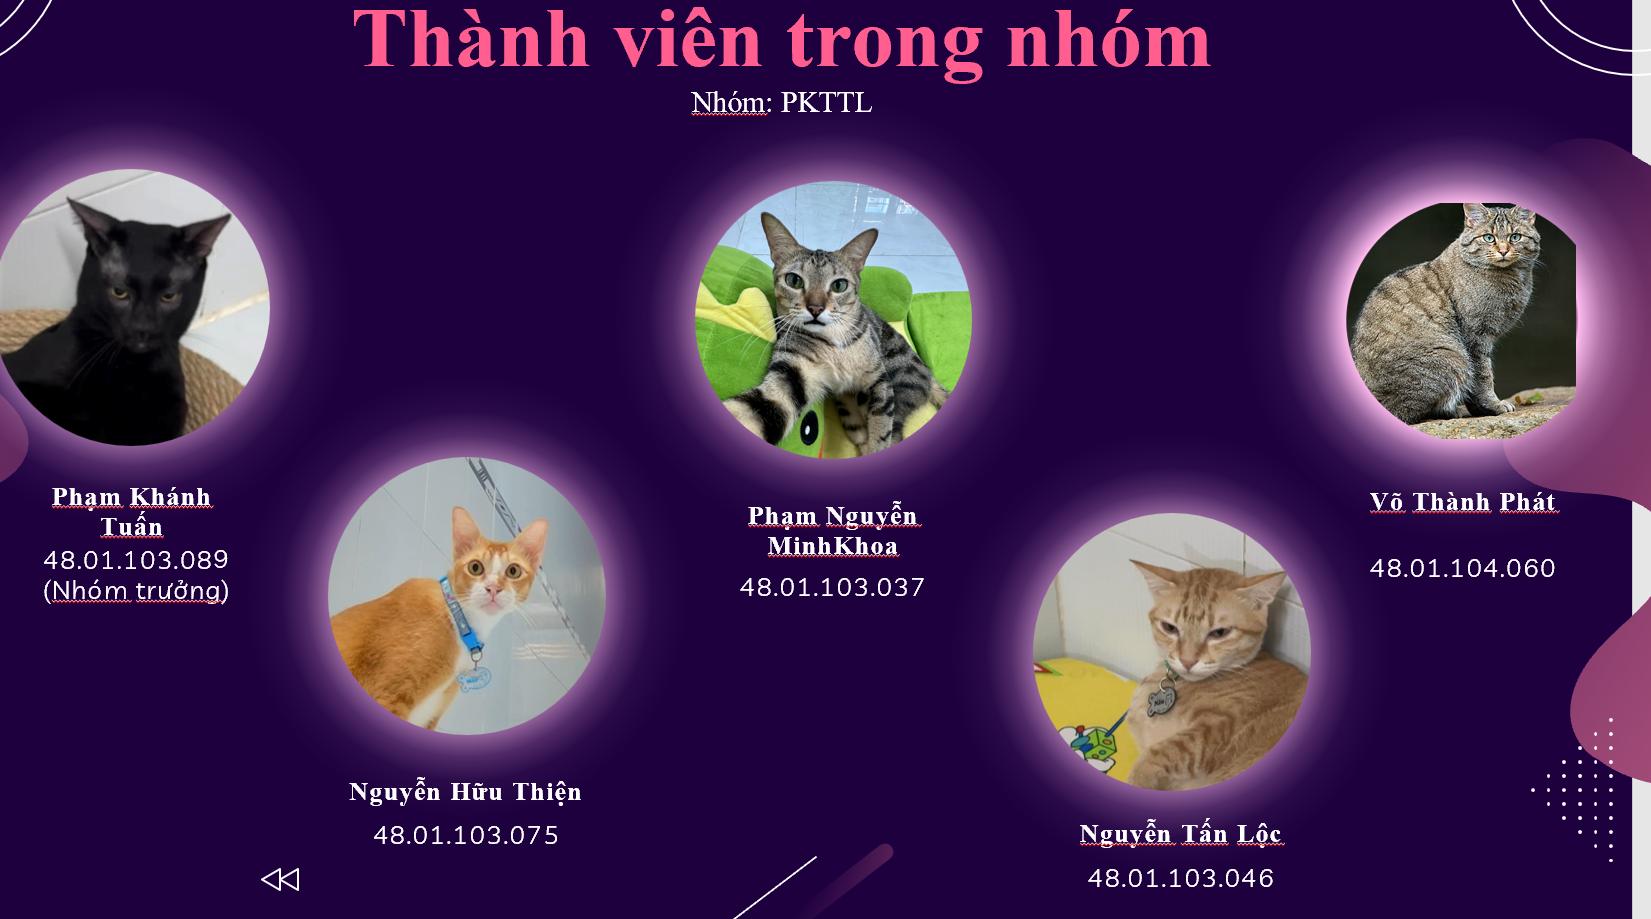 Thành viên trong nhóm
Nhóm: PKTTL
Phạm Khánh
Tuấn
48.01.103.089
(Nhóm trưởng)
Nguyễn Hữu Thiện
48.01.103.075
Phạm Nguyễn
MinhKhoa
48.01.103.037
Nguyễn Tấn Lộc
48.01.103.046
Võ Thành Phát
48.01.104.060